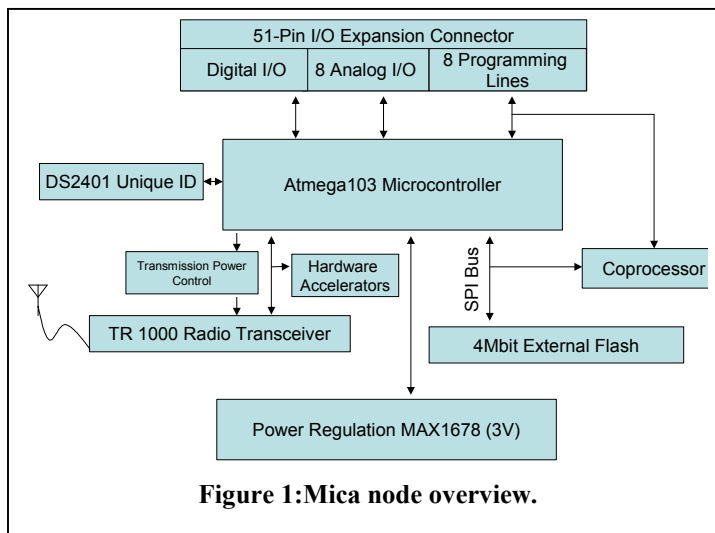 51-Pin I/O Expansion Connector
Digital I/O
8 Analog I/O
8 Programming
Lines
DS2401 Unique ID
Atmega103 Microcontroller
Transmission Power
Control
Hardware
Accelerators
SPI Bus
Coprocessor
TR 1000 Radio Transceiver
4Mbit External Flash
Power Regulation MAX1678 (3V)
Figure 1:Mica node overview.